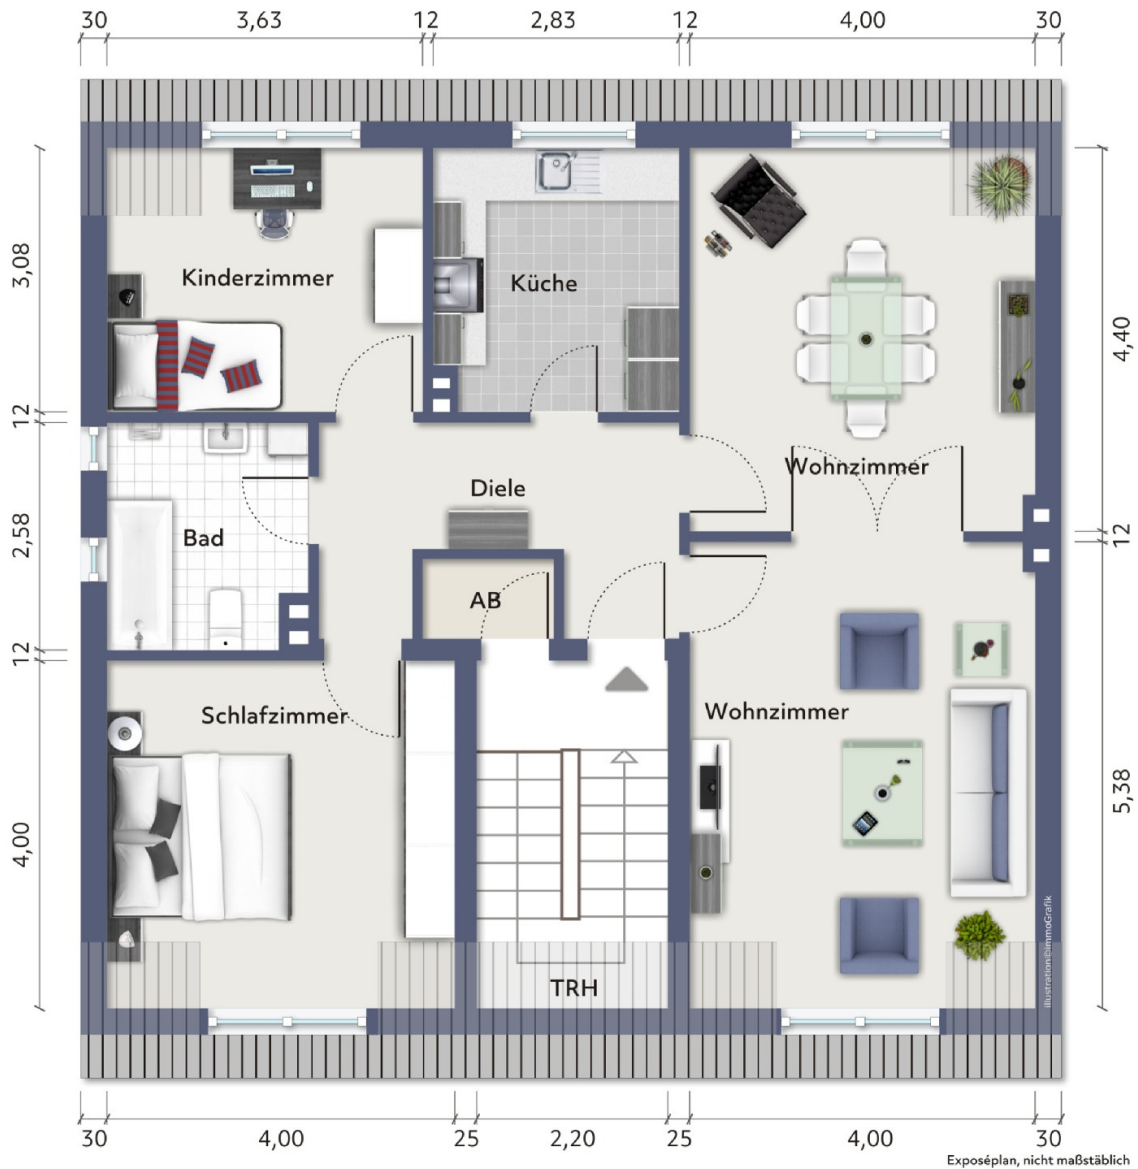 30 3,63 12 2,83 12 4,00 30
3,08
12
2,58
12
4,00
Kinderzimmer
Küche
4,40
12
5,38
Wohnzimmer
Diele
Bad
AB
Schlafzimmer
Wohnzimmer
TRH
illustration©immoGrafik
30 4,00 25 2,20 25 4,00 30
Exposéplan, nicht maßstäblich